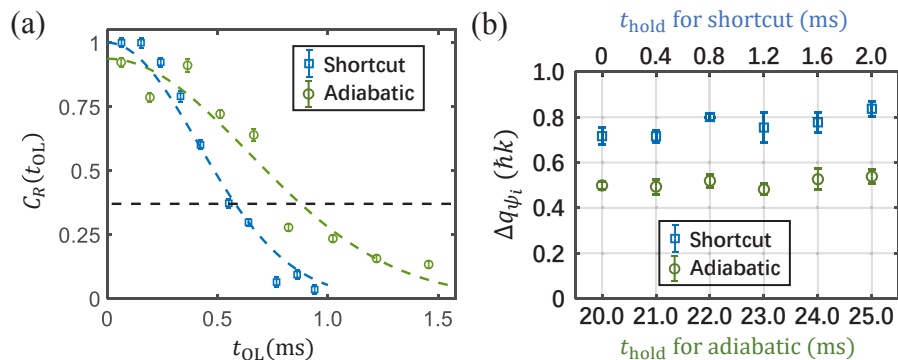 (a)
1
0.75
0.5
0.25
0
C_R(t_OL)
Shortcut
Adiabatic
0 0.5 1.0 1.5
t_OL(ms)
(b)
t_hold for shortcut (ms)
0 0.4 0.8 1.2 1.6 2.0
1.0
0.8
0.6
0.4
0.2
0
Δq_ψ_i (ħk)
Shortcut
Adiabatic
20.0 21.0 22.0 23.0 24.0 25.0
t_hold for adiabatic (ms)